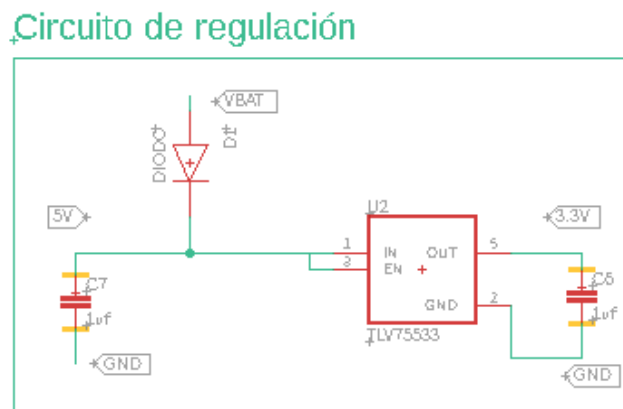 Circuito de regulación
VBAT
DIODO
D1
5V
U2
3.3V
1
IN
OUT
5
3
EN
C7
GND
2
C6
1uf
1uf
TLV75533
GND
GND